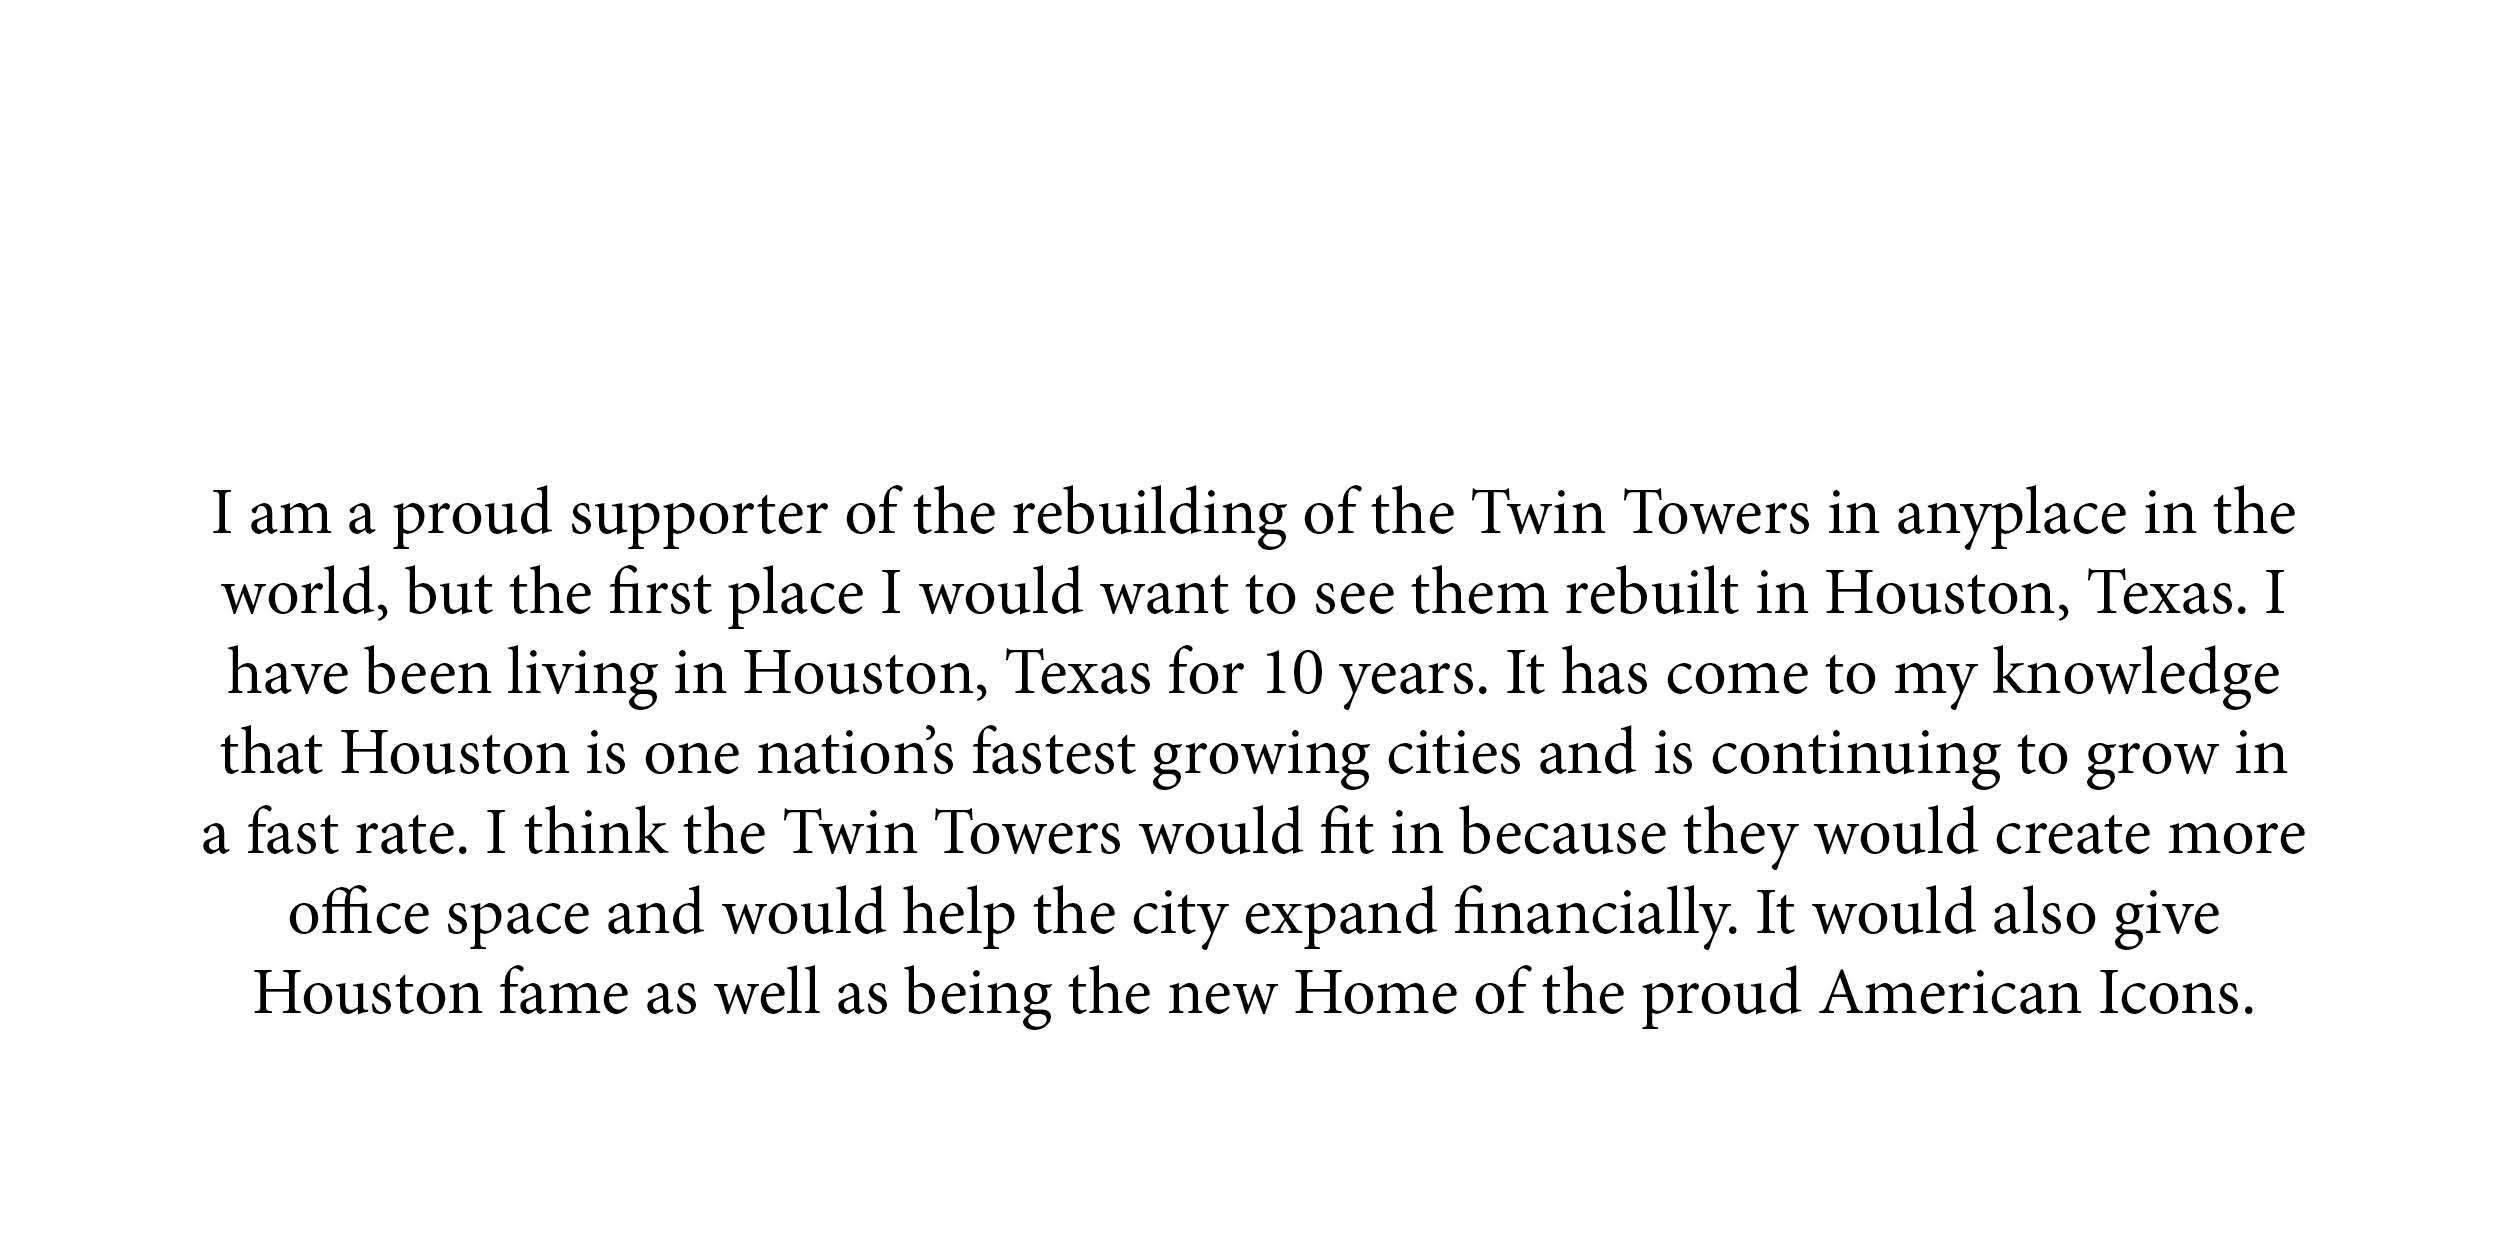 I am a proud supporter of the rebuilding of the Twin Towers in anyplace in the
world, but the first place I would want to see them rebuilt in Houston, Texas. I
have been living in Houston, Texas for 10 years. It has come to my knowledge
that Houston is one nation’s fastest growing cities and is continuing to grow in
a fast rate. I think the Twin Towers would fit in because they would create more
office space and would help the city expand financially. It would also give
Houston fame as well as being the new Home of the proud American Icons.